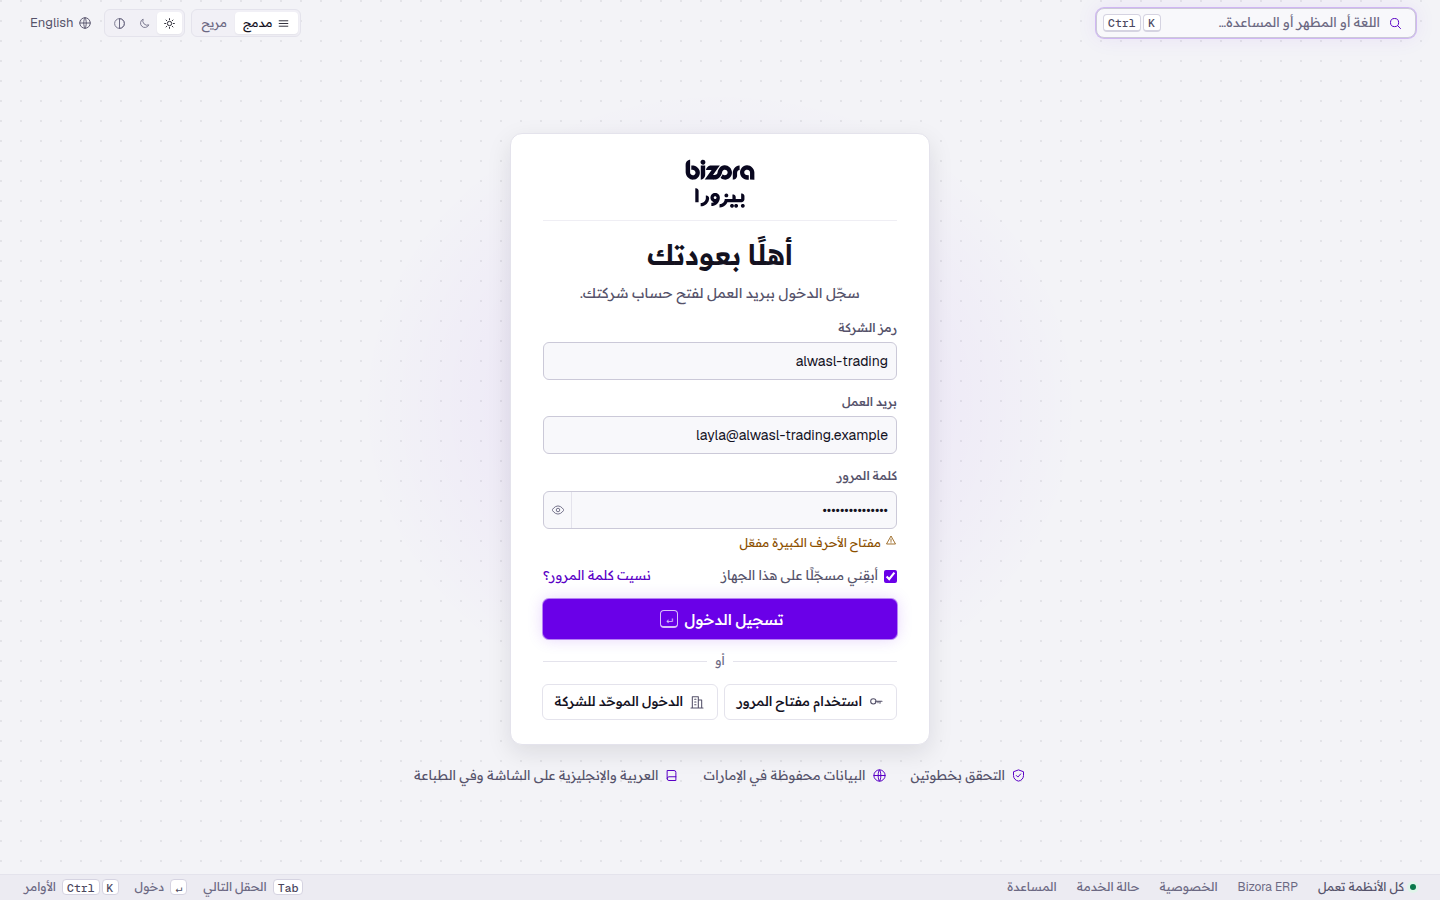 اللغة أو المظهر أو المساعدة... Ctrl K
مدمج مريح
English
bizora
بيزورا
أهلًا بعودتك
سجّل الدخول ببريد العمل لفتح حساب شركتك.
رمز الشركة
alwasl-trading
بريد العمل
layla@alwasl-trading.example
كلمة المرور
•••••••••••••••
مفتاح الأحرف الكبيرة مفعّل
أبقِني مسجّلًا على هذا الجهاز نسيت كلمة المرور؟
تسجيل الدخول ↵
أو
استخدام مفتاح المرور الدخول الموحّد للشركة
التحقق بخطوتين البيانات محفوظة في الإمارات العربية والإنجليزية على الشاشة وفي الطباعة
كل الأنظمة تعمل Bizora ERP الخصوصية حالة الخدمة المساعدة Tab الحقل التالي ↵ دخول Ctrl K الأوامر